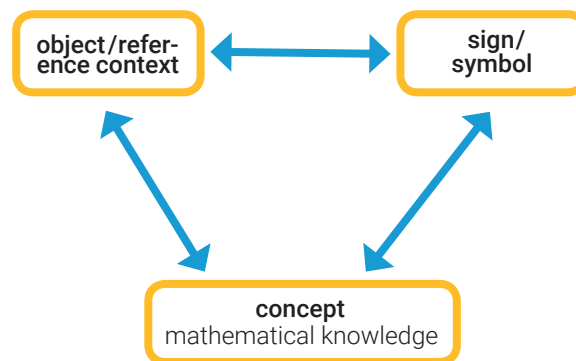 object/refer-
ence context
sign/
symbol
concept
mathematical knowledge